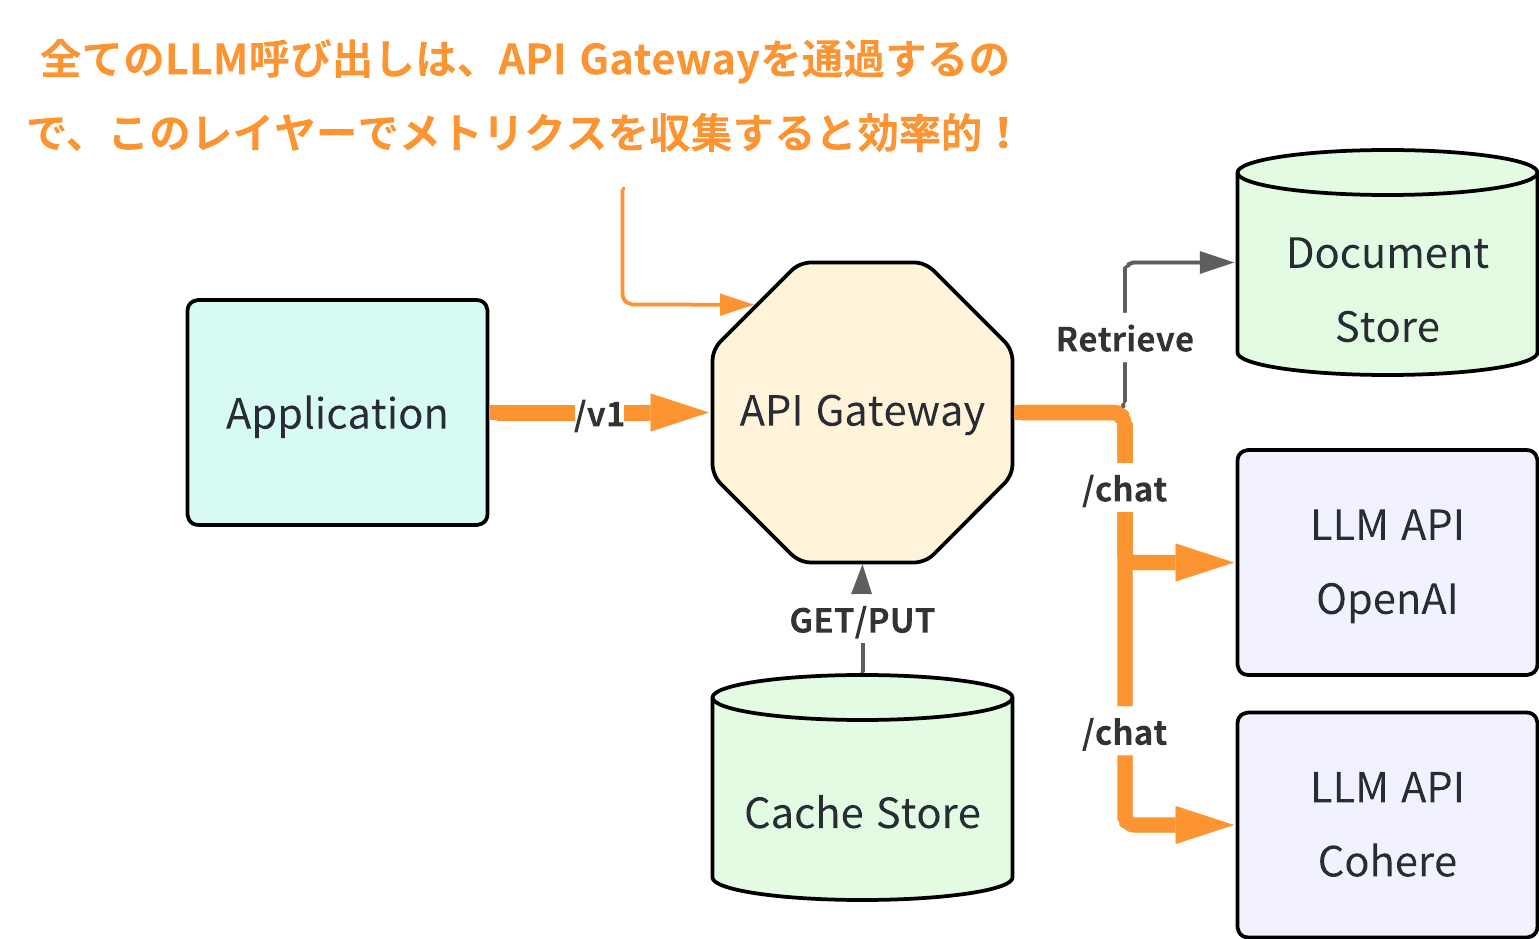 全てのLLM呼び出しは、API Gatewayを通過するの
で、このレイヤーでメトリクスを収集すると効率的！
Application
/v1
API Gateway
GET/PUT
Cache Store
Retrieve
/chat
/chat
Document
Store
LLM API
OpenAI
LLM API
Cohere